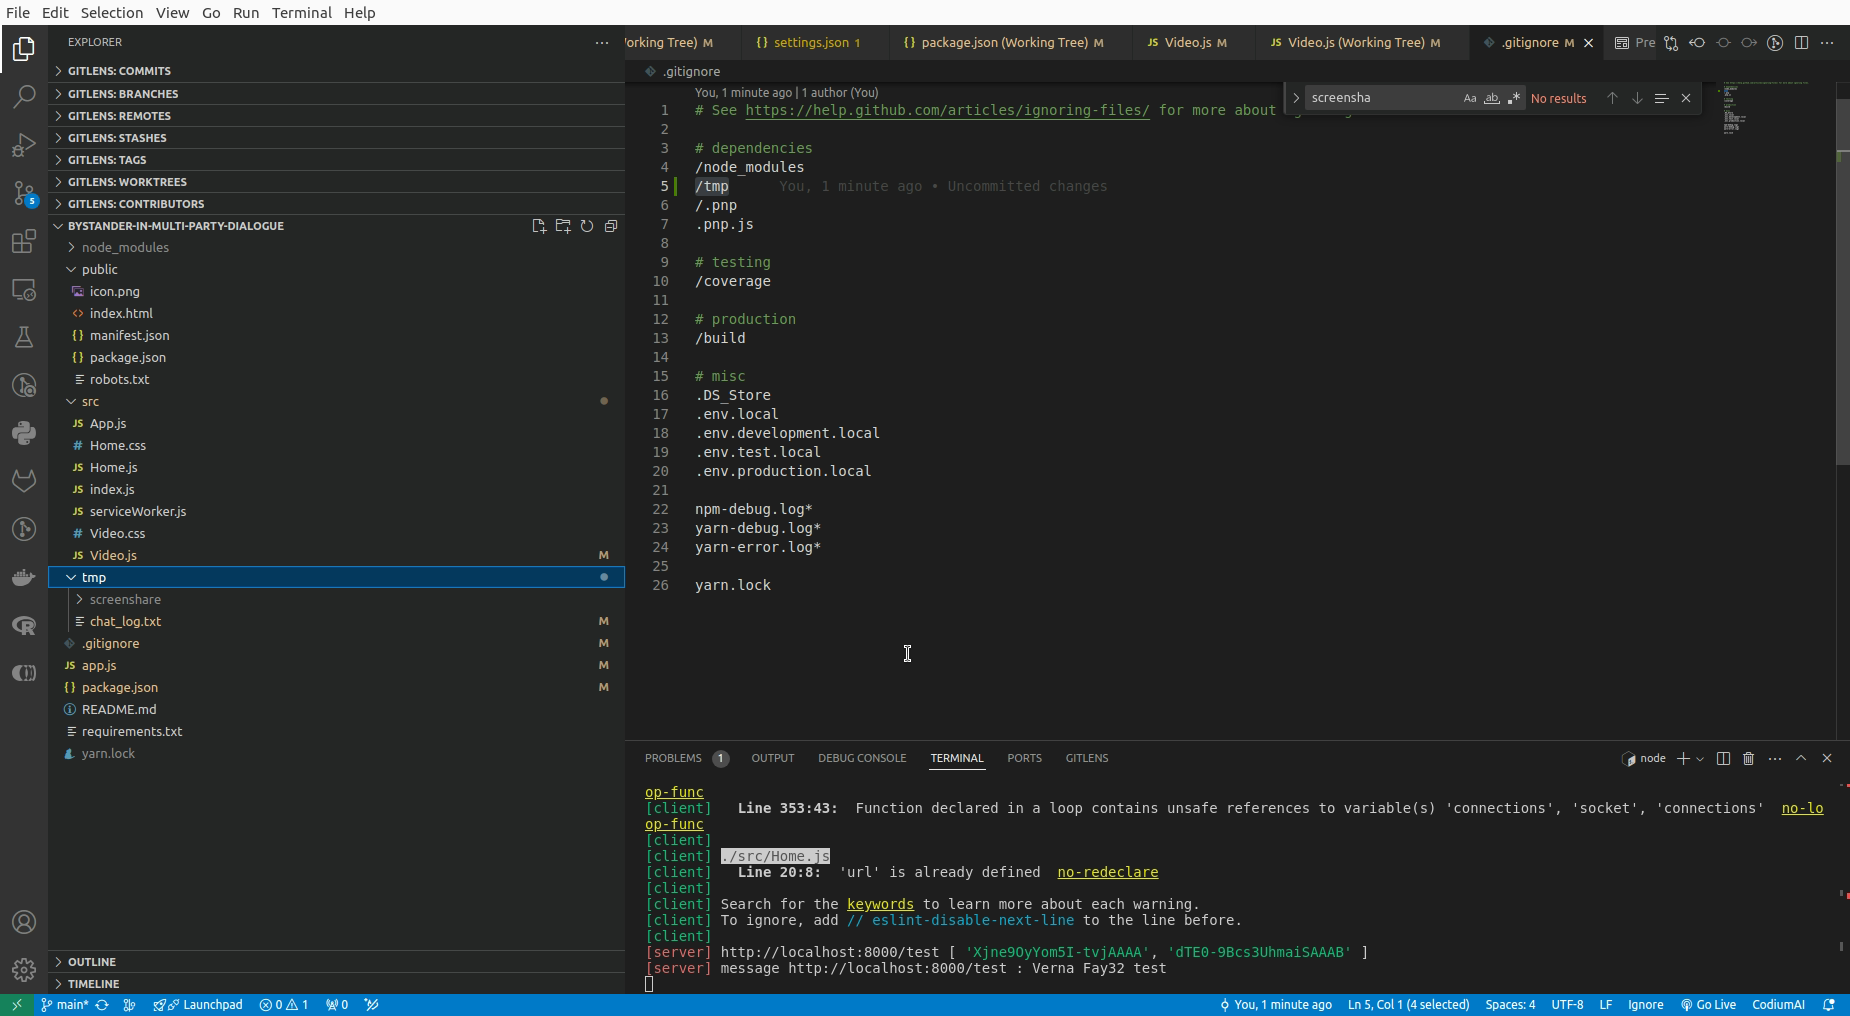 File Edit Selection View Go Run Terminal Help
EXPLORER
GITLENS: COMMITS
GITLENS: BRANCHES
GITLENS: REMOTES
GITLENS: STASHES
GITLENS: TAGS
GITLENS: WORKTREES
GITLENS: CONTRIBUTORS
BYSTANDER-IN-MULTI-PARTY-DIALOGUE
node_modules
public
icon.png
index.html
manifest.json
package.json
robots.txt
src
App.js
Home.css
Home.js
index.js
serviceWorker.js
Video.css
Video.js M
tmp
screenshare
chat_log.txt M
.gitignore M
app.js M
package.json M
README.md
requirements.txt
yarn.lock
OUTLINE
TIMELINE
orking Tree) M settings.json 1 package.json (Working Tree) M Video.js M Video.js (Working Tree) M .gitignore M Pre
.gitignore
You, 1 minute ago | 1 author (You)
screensha Aa ab .* No results
1 # See https://help.github.com/articles/ignoring-files/ for more about
2
3 # dependencies
4 /node_modules
5 /tmp You, 1 minute ago • Uncommitted changes
6 /.pnp
7 .pnp.js
8
9 # testing
10 /coverage
11
12 # production
13 /build
14
15 # misc
16 .DS_Store
17 .env.local
18 .env.development.local
19 .env.test.local
20 .env.production.local
21
22 npm-debug.log*
23 yarn-debug.log*
24 yarn-error.log*
25
26 yarn.lock
PROBLEMS 1 OUTPUT DEBUG CONSOLE TERMINAL PORTS GITLENS node
op-func
[client] Line 353:43: Function declared in a loop contains unsafe references to variable(s) 'connections', 'socket', 'connections' no-lo
op-func
[client]
[client] ./src/Home.js
[client] Line 20:8: 'url' is already defined no-redeclare
[client]
[client] Search for the keywords to learn more about each warning.
[client] To ignore, add // eslint-disable-next-line to the line before.
[client]
[server] http://localhost:8000/test [ 'Xjne9OyYom5I-tvjAAAA', 'dTE0-9Bcs3UhmaiSAAAB' ]
[server] message http://localhost:8000/test : Verna Fay32 test
5
main* Launchpad 0 1 0 You, 1 minute ago Ln 5, Col 1 (4 selected) Spaces: 4 UTF-8 LF Ignore Go Live CodiumAI